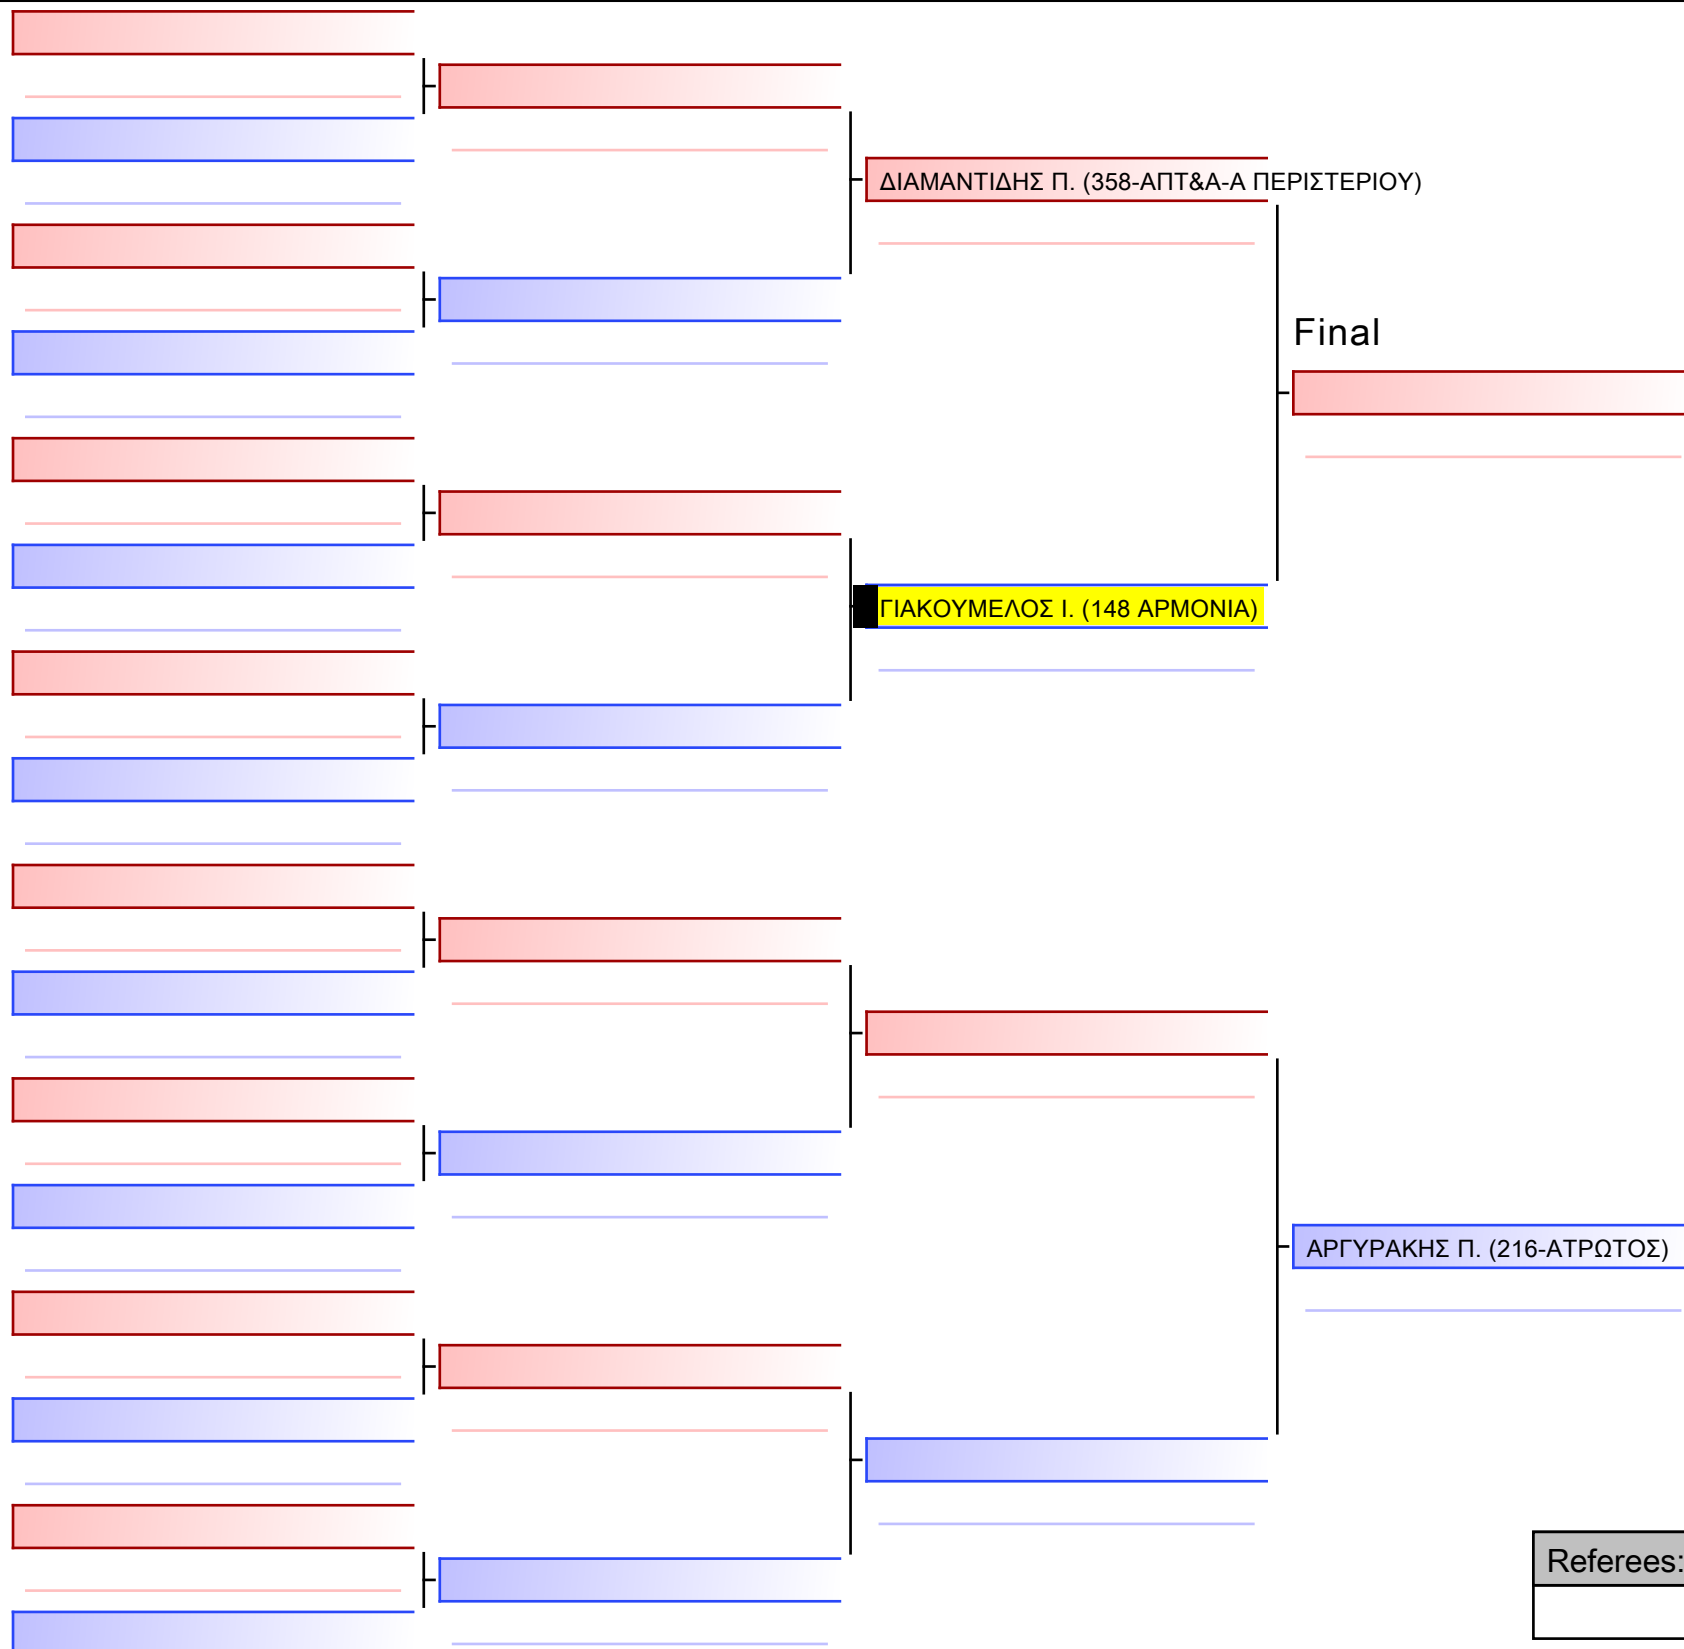 ΔΙΑΜΑΝΤΙΔΗΣ Π. (358-ΑΠΤ&Α-Α ΠΕΡΙΣΤΕΡΙΟΥ)
Final
ΓΙΑΚΟΥΜΕΛΟΣ Ι. (148 ΑΡΜΟΝΙΑ)
ΑΡΓΥΡΑΚΗΣ Π. (216-ΑΤΡΩΤΟΣ)
Referees: